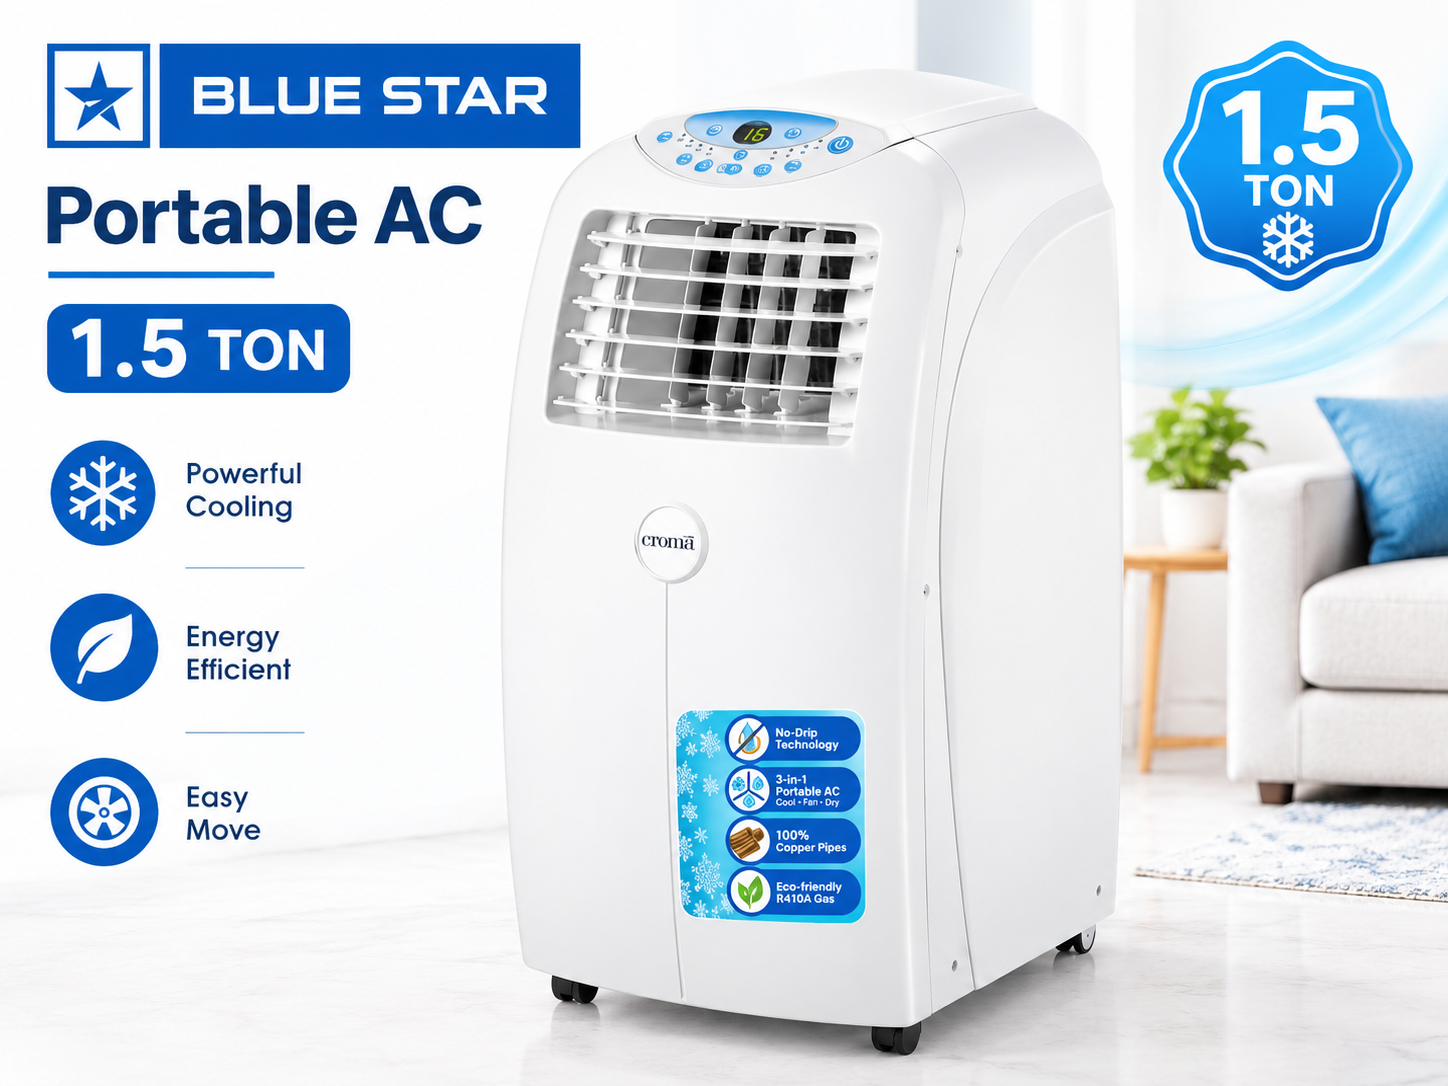 BLUE STAR
Portable AC
1.5 TON
Powerful
Cooling
Energy
Efficient
Easy
Move
16
croma
No-Drip
Technology
3-in-1
Portable AC
Cool • Fan • Dry
100%
Copper Pipes
Eco-friendly
R410A Gas
1.5
TON